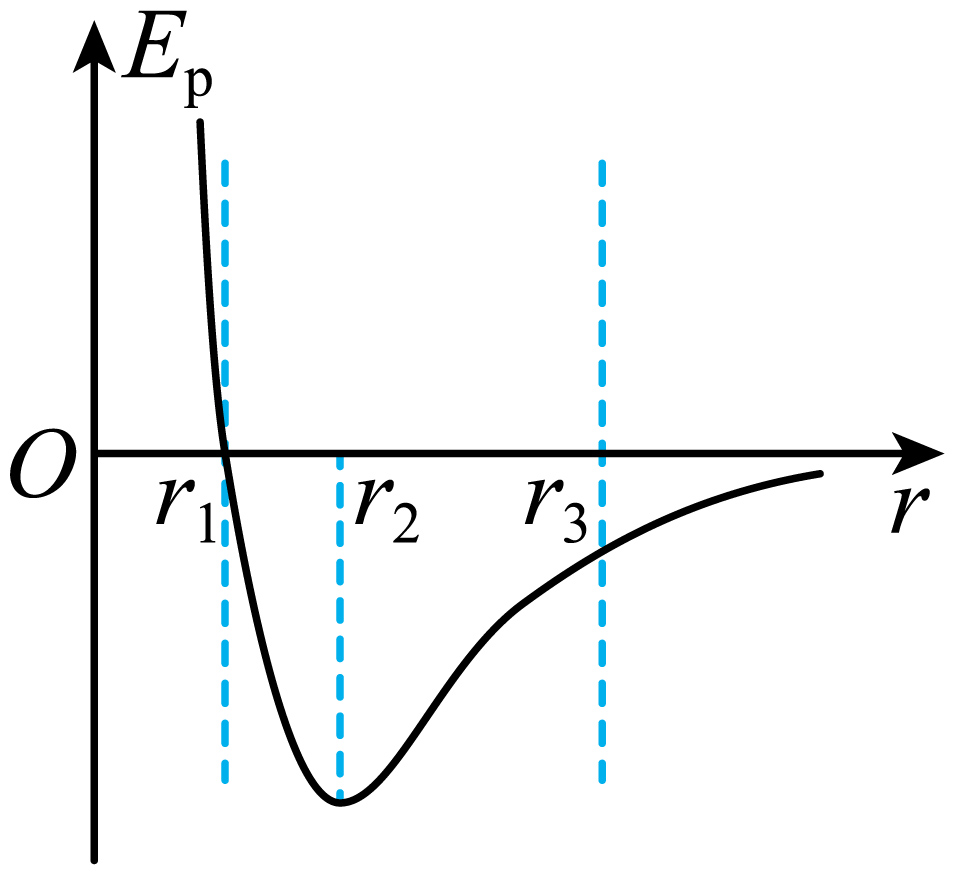 Eₚ
O
r₁ r₂ r₃ r